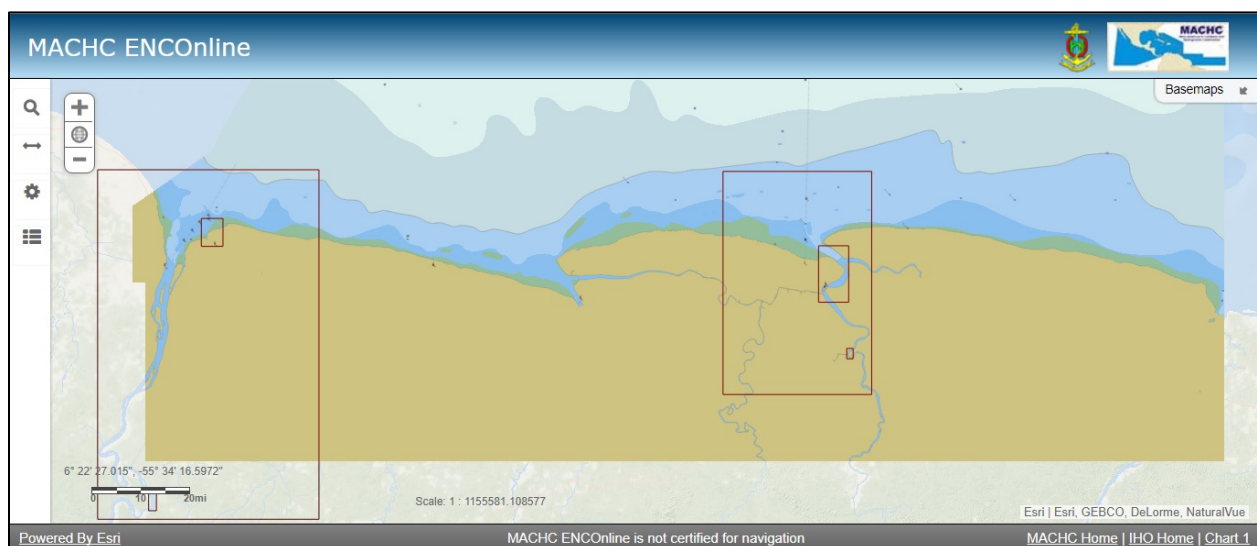 MACHC ENCOnline
MACHC
Basemaps
6° 22' 27.015", -55° 34' 16.5972"
0 10 20mi
Scale: 1 : 1155581.108577
Esri | Esri, GEBCO, DeLorme, NaturalVue
Powered By Esri
MACHC ENCOnline is not certified for navigation
MACHC Home | IHO Home | Chart 1